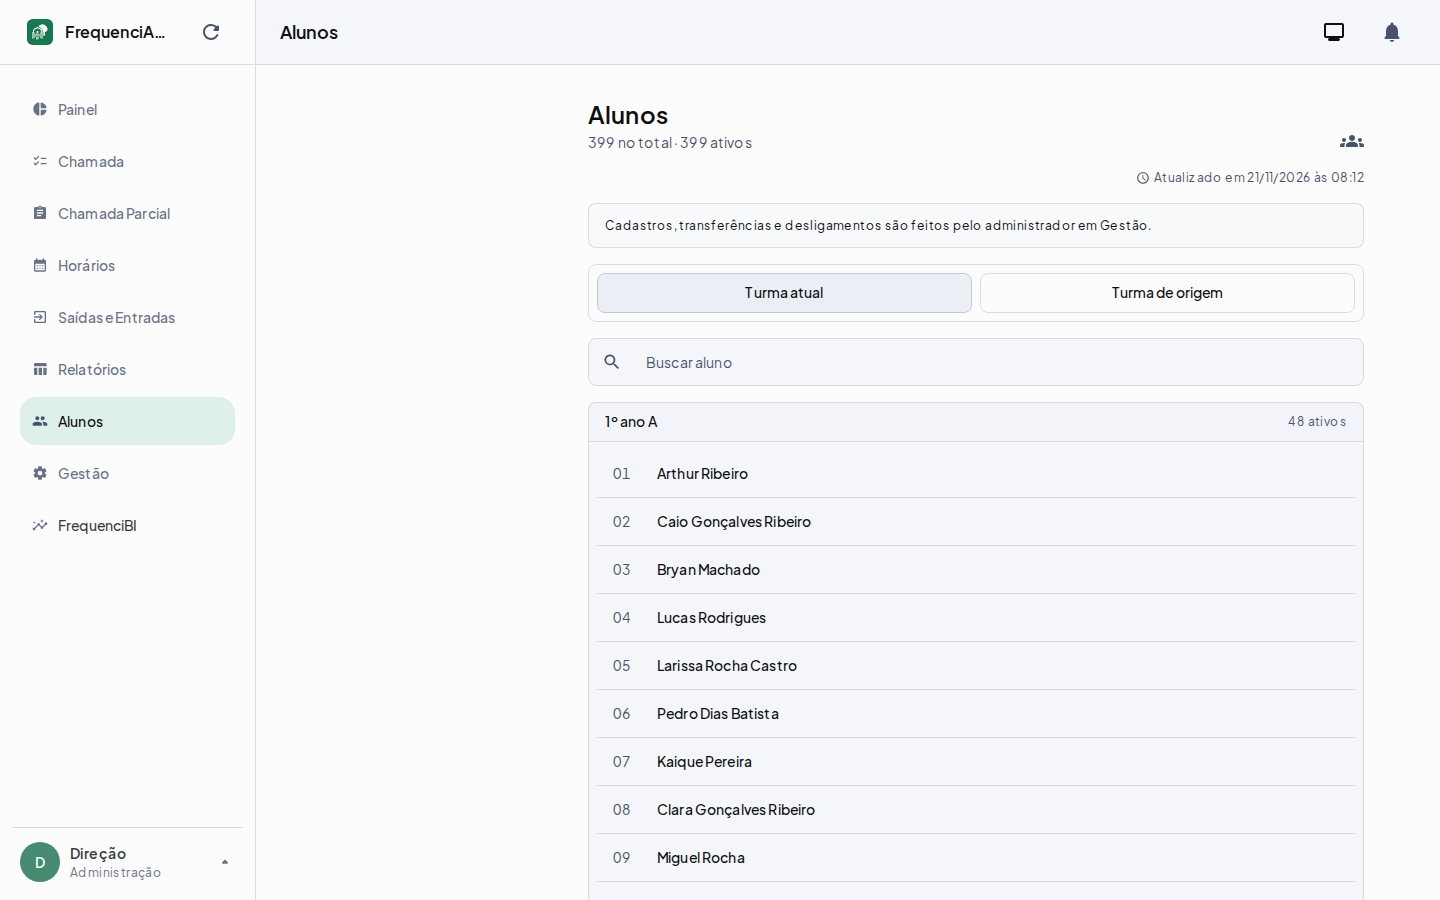 FrequenciA...
Alunos
Painel
Chamada
Chamada Parcial
Horários
Saídas e Entradas
Relatórios
Alunos
Gestão
FrequenciBI
D
Direção
Administração
Alunos
399 no total · 399 ativos
Atualizado em 21/11/2026 às 08:12
Cadastros, transferências e desligamentos são feitos pelo administrador em Gestão.
Turma atual
Turma de origem
Buscar aluno
1º ano A
48 ativos
01 Arthur Ribeiro
02 Caio Gonçalves Ribeiro
03 Bryan Machado
04 Lucas Rodrigues
05 Larissa Rocha Castro
06 Pedro Dias Batista
07 Kaique Pereira
08 Clara Gonçalves Ribeiro
09 Miguel Rocha